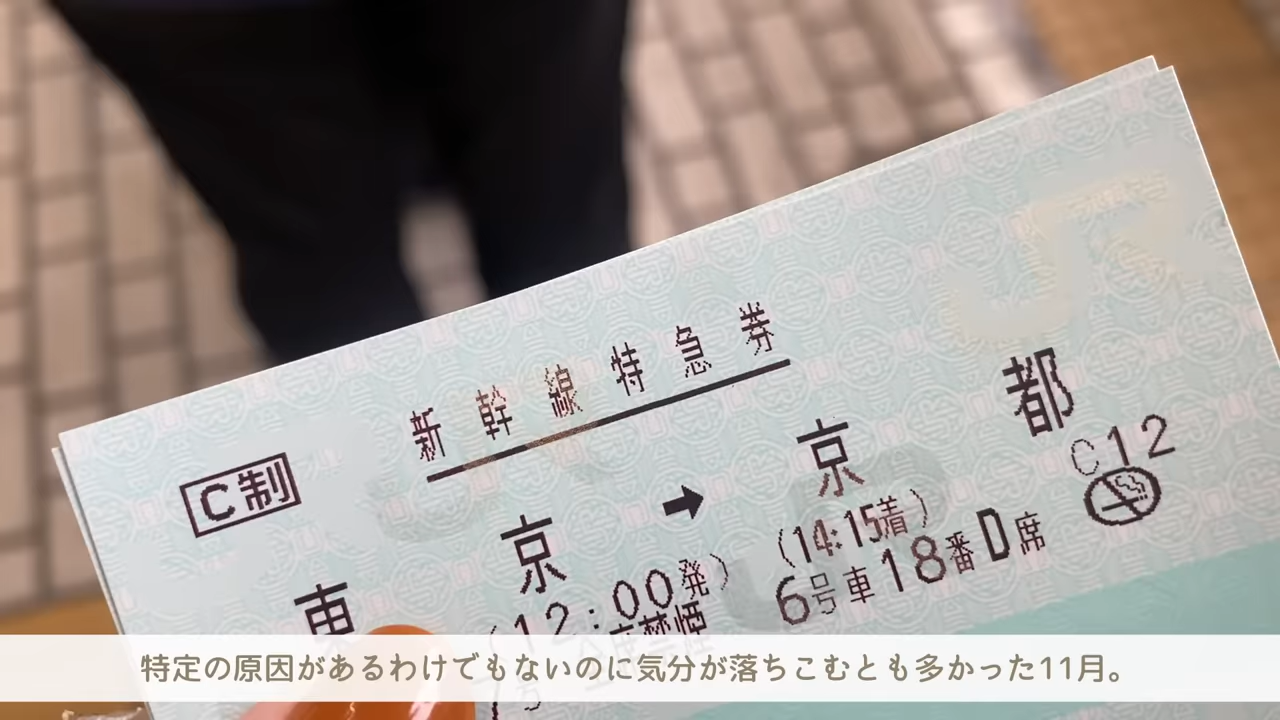 新幹線特急券
C制
東京➡京都
C12
(12:00発) (14:15着)
6号車18番D席
特定の原因があるわけでもないのに気分が落ちこむとも多かった11月。
JR